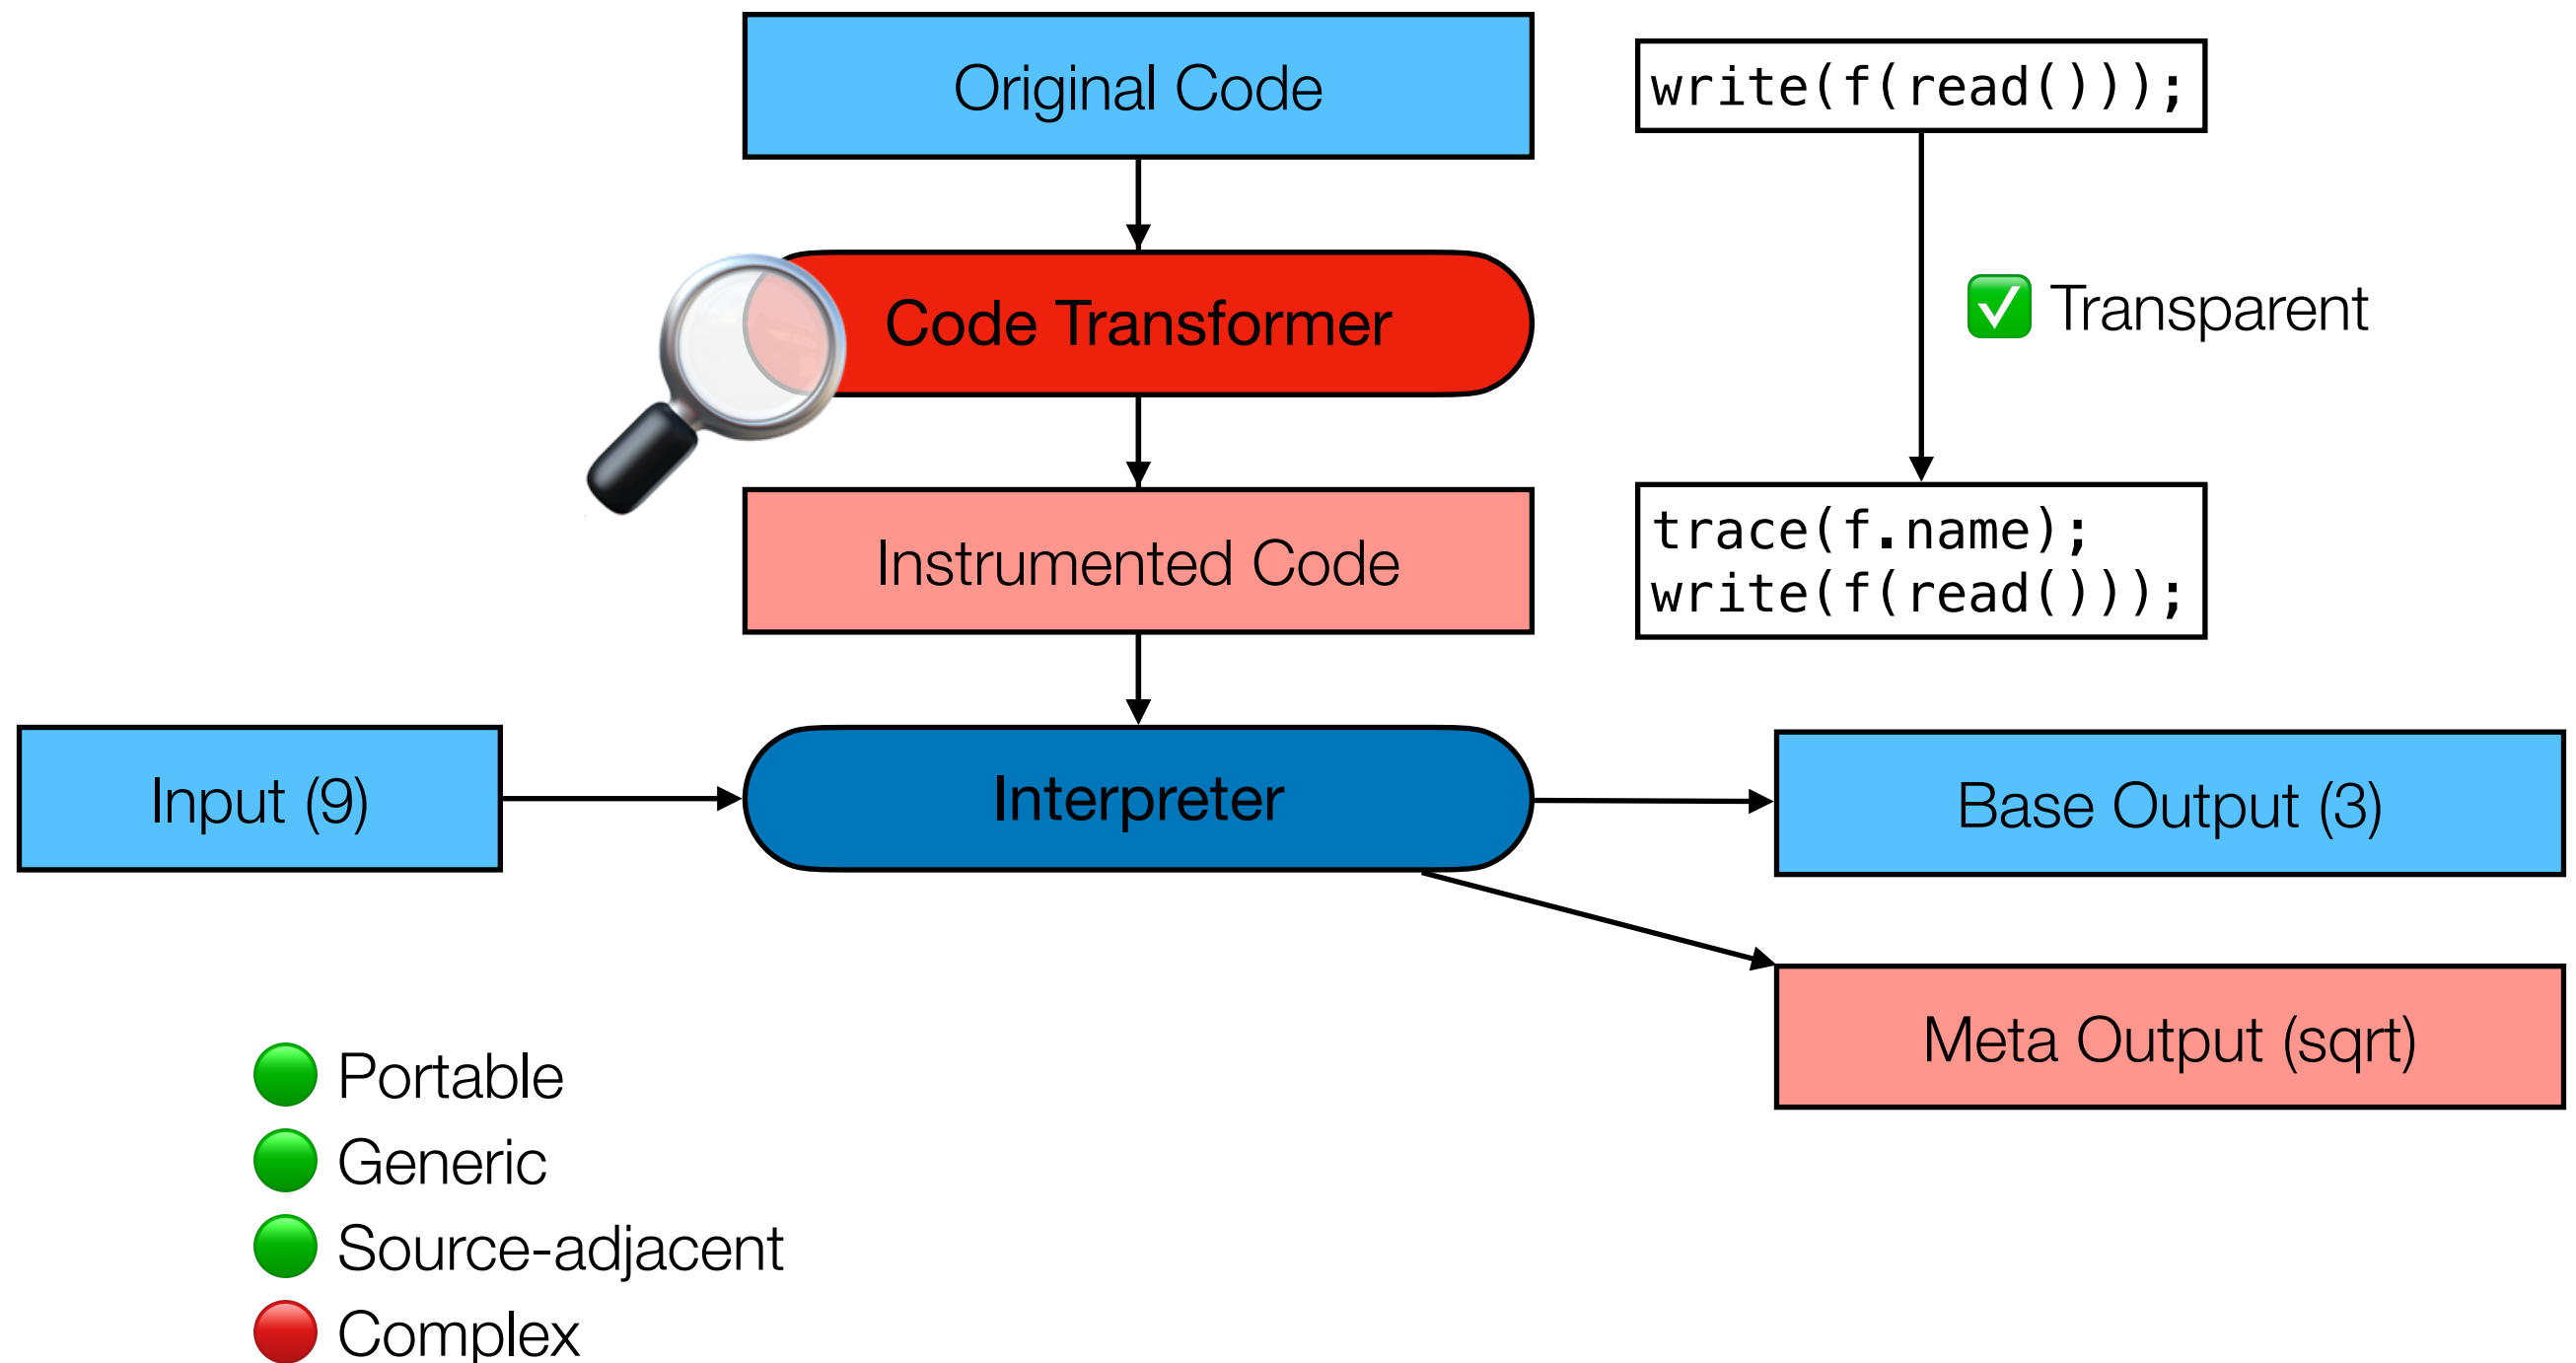 Original Code
write(f(read()));
Code Transformer
Transparent
Instrumented Code
trace(f.name);
write(f(read()));
Input (9)
Interpreter
Base Output (3)
Meta Output (sqrt)
Portable
Generic
Source-adjacent
Complex